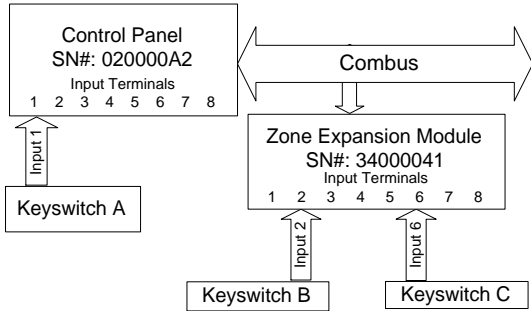 Control Panel
SN#: 020000A2
Input Terminals
1 2 3 4 5 6 7 8
Combus
Input 1
Keyswitch A
Zone Expansion Module
SN#: 34000041
Input Terminals
1 2 3 4 5 6 7 8
Input 2
Input 6
Keyswitch B
Keyswitch C